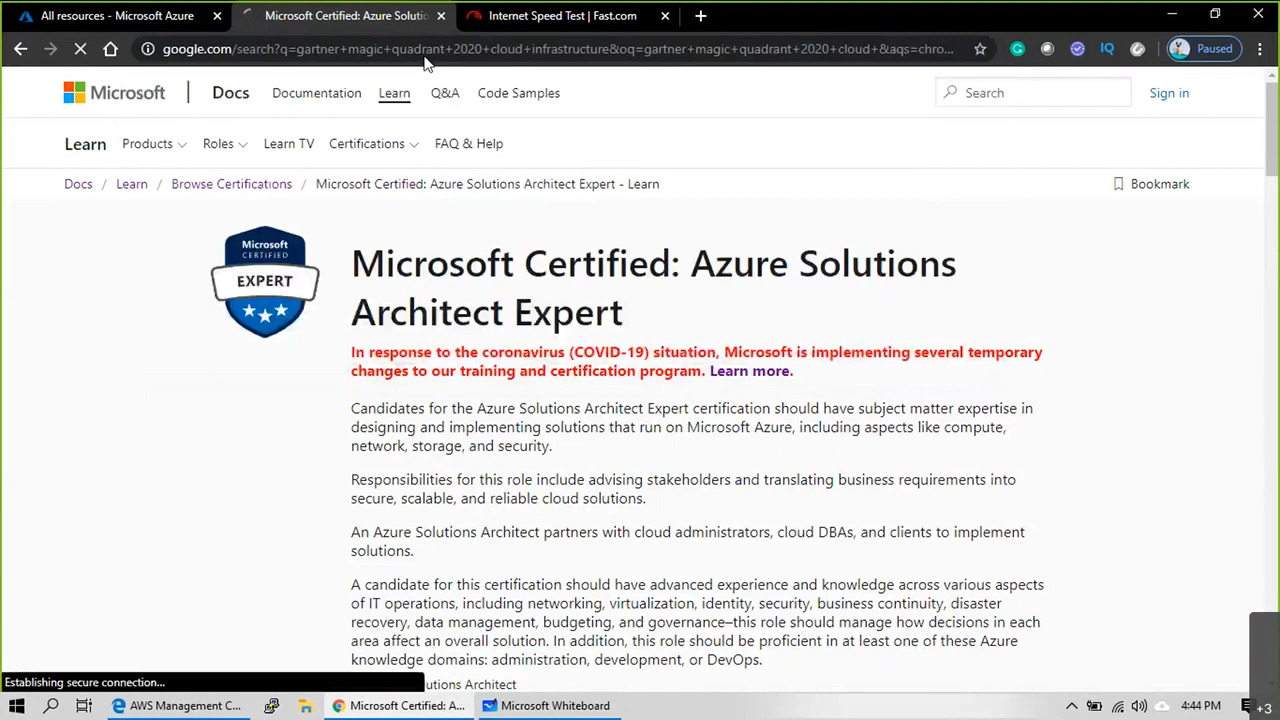 All resources - Microsoft Azure
Microsoft Certified: Azure Solutio
Internet Speed Test | Fast.com
google.com/search?q=gartner+magic+quadrant+2020+cloud+infrastructure&oq=gartner+magic+quadrant+2020+cloud+&aqs=chro...
IQ
Paused
Microsoft
Docs
Documentation
Learn
Q&A
Code Samples
Search
Sign in
Learn
Products
Roles
Learn TV
Certifications
FAQ & Help
Docs / Learn / Browse Certifications / Microsoft Certified: Azure Solutions Architect Expert - Learn
Bookmark
Microsoft
CERTIFIED
EXPERT
Microsoft Certified: Azure Solutions
Architect Expert
In response to the coronavirus (COVID-19) situation, Microsoft is implementing several temporary
changes to our training and certification program. Learn more.
Candidates for the Azure Solutions Architect Expert certification should have subject matter expertise in
designing and implementing solutions that run on Microsoft Azure, including aspects like compute,
network, storage, and security.
Responsibilities for this role include advising stakeholders and translating business requirements into
secure, scalable, and reliable cloud solutions.
An Azure Solutions Architect partners with cloud administrators, cloud DBAs, and clients to implement
solutions.
A candidate for this certification should have advanced experience and knowledge across various aspects
of IT operations, including networking, virtualization, identity, security, business continuity, disaster
recovery, data management, budgeting, and governance–this role should manage how decisions in each
area affect an overall solution. In addition, this role should be proficient in at least one of these Azure
knowledge domains: administration, development, or DevOps.
utions Architect
Establishing secure connection...
AWS Management C...
Microsoft Certified: A...
Microsoft Whiteboard
4:44 PM
+3